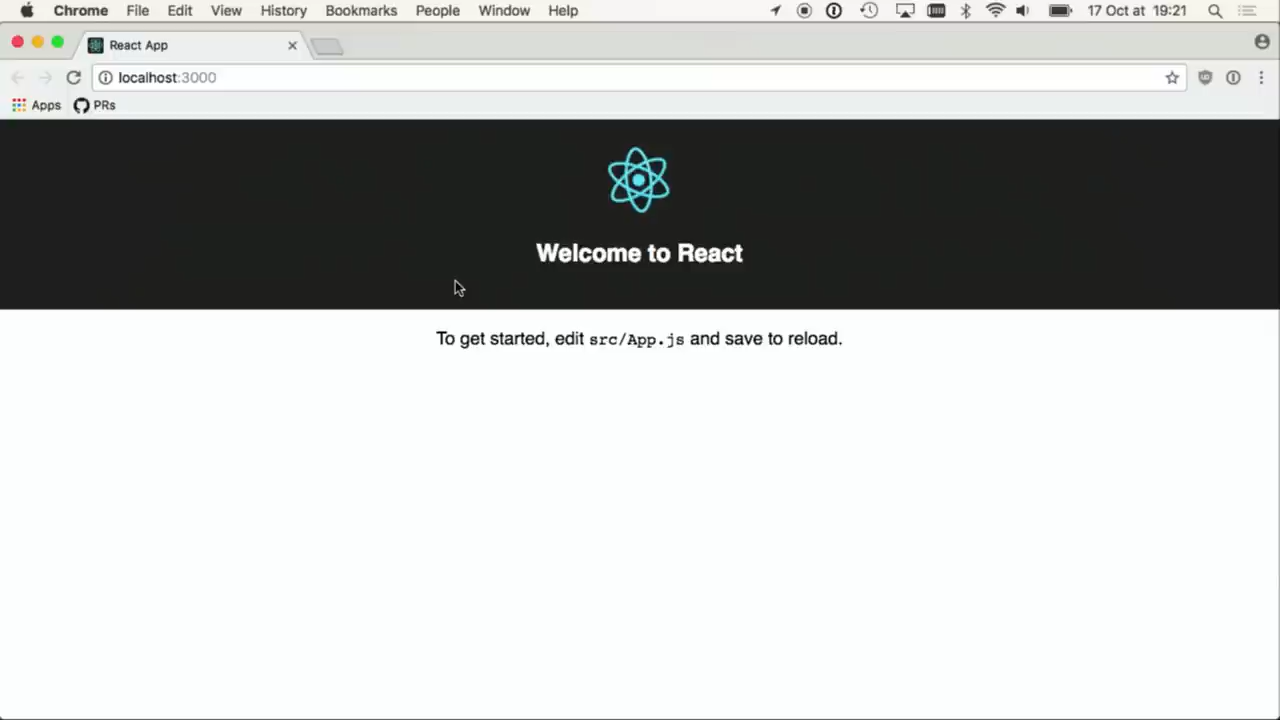 Chrome File Edit View History Bookmarks People Window Help 17 Oct at 19:21
React App
localhost:3000
Apps PRs
Welcome to React
To get started, edit src/App.js and save to reload.